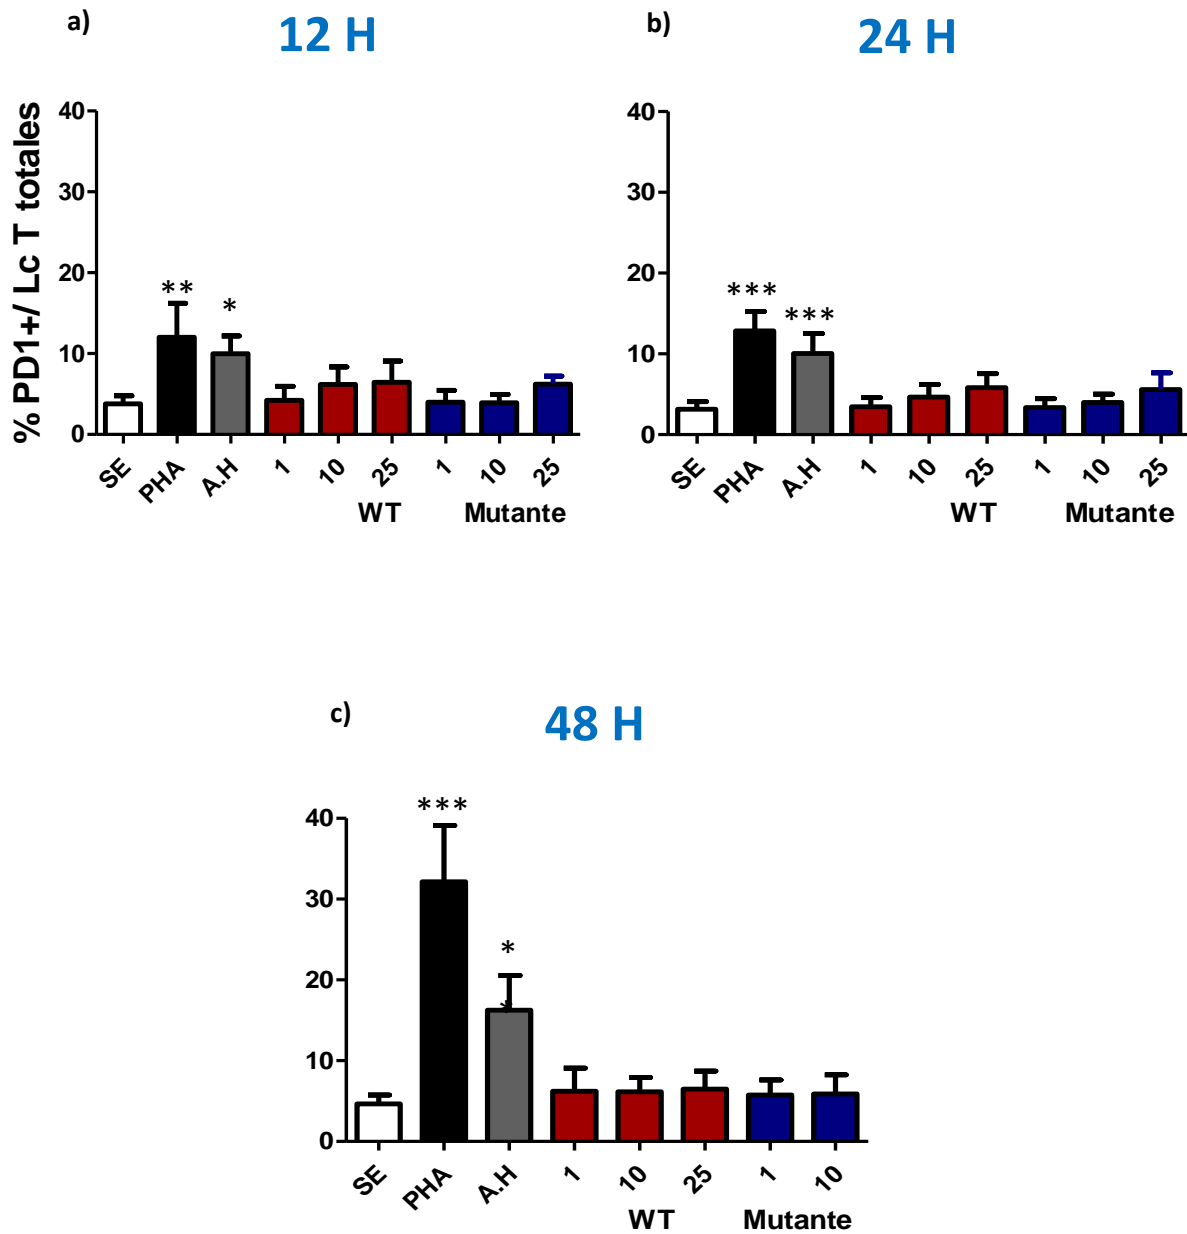 a)
12 H
% PD1+/ Lc T totales
40
30
20
10
0
** *
SE PHA A.H 1 10 25 1 10 25
WT Mutante
b)
24 H
40
30
20
10
0
*** ***
SE PHA A.H 1 10 25 1 10 25
WT Mutante
c)
48 H
40
30
20
10
0
***
*
*
SE PHA A.H 1 10 25 1 10
WT Mutante